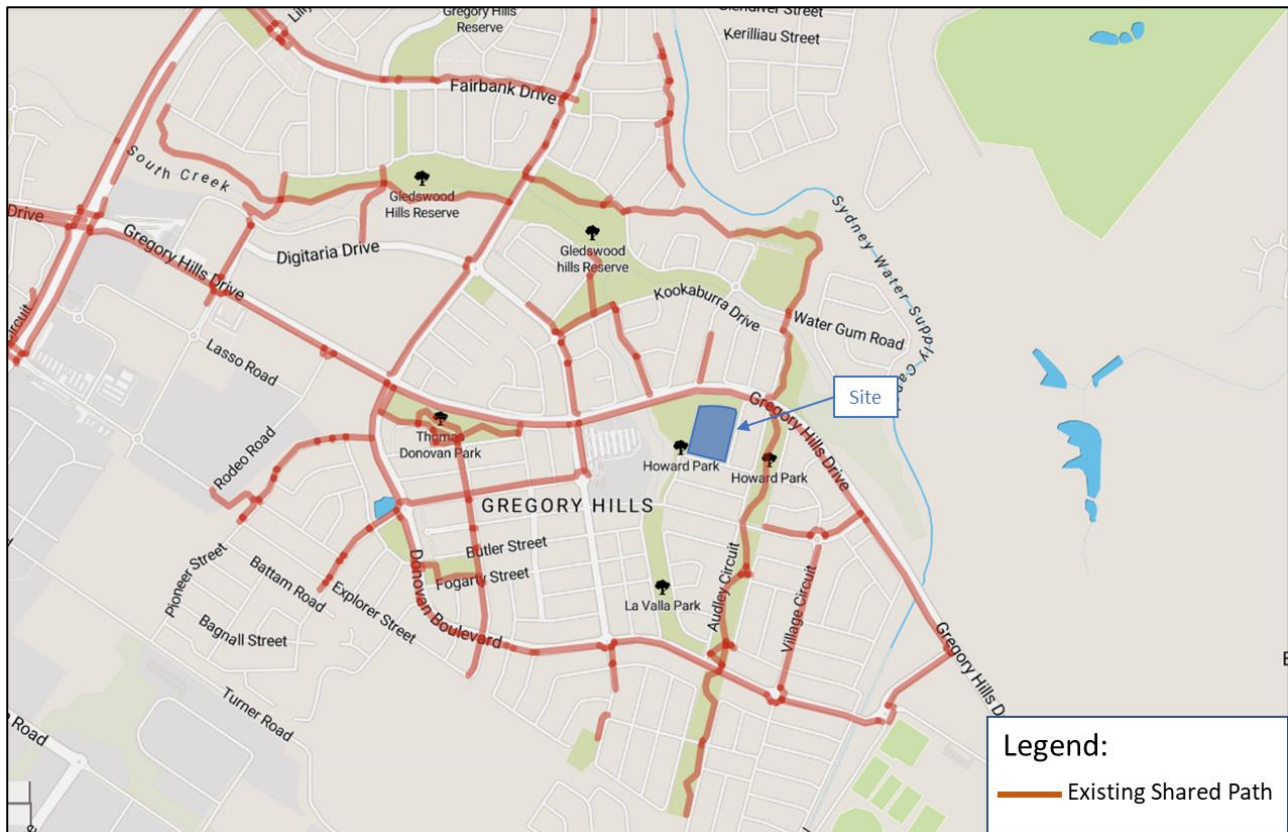 Gregory Hills
Reserve
Kerilliau Street
Fairbank Drive
South Creek
Gledswood
Hills Reserve
Drive
Gregory Hills Drive
Digitaria Drive
Gledswood
hills Reserve
Sydney Water Supply
Kookaburra Drive
Water Gum Road
Circuit
Lasso Road
Site
Gregory Hills Drive
Thomas
Donovan Park
Rodeo Road
Howard Park
Howard Park
GREGORY HILLS
Butler Street
Fogarty Street
Pioneer Street
Battam Road
Explorer Street
Donovan Boulevard
La Valla Park
Audley Circuit
Village Circuit
Bagnall Street
Turner Road
Gregory Hills D
Road
Legend:
Existing Shared Path